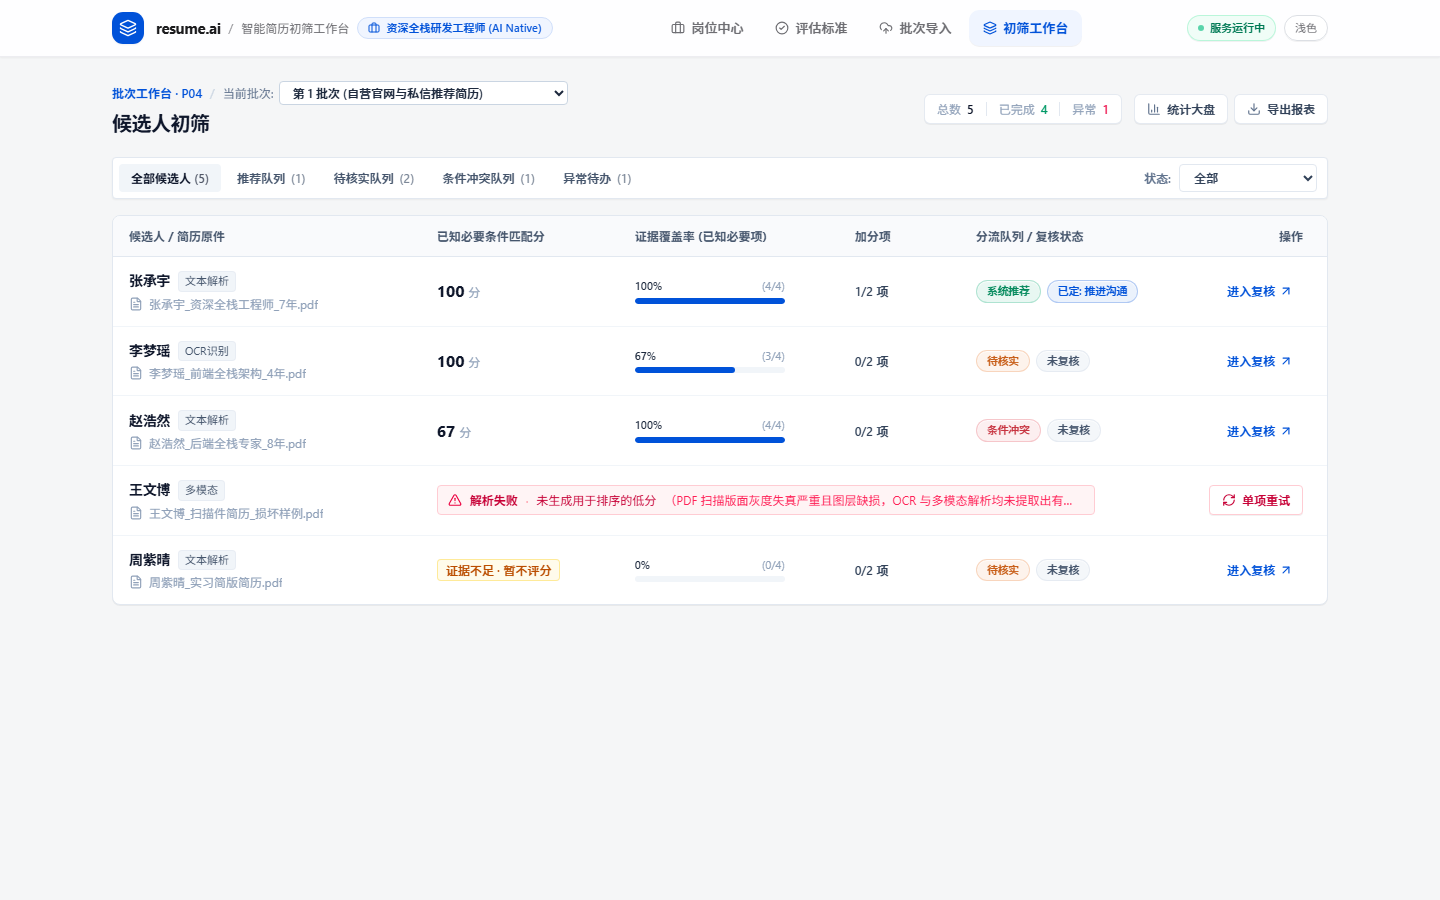 resume.ai / 智能简历初筛工作台 资深全栈研发工程师 (AI Native) 岗位中心 评估标准 批次导入 初筛工作台 服务运行中 浅色
批次工作台 · P04 / 当前批次: 第 1 批次 (自营官网与私信推荐简历)
候选人初筛
总数 5 已完成 4 异常 1 统计大盘 导出报表
全部候选人 (5) 推荐队列 (1) 待核实队列 (2) 条件冲突队列 (1) 异常待办 (1) 状态: 全部
候选人 / 简历原件 已知必要条件匹配分 证据覆盖率 (已知必要项) 加分项 分流队列 / 复核状态 操作
张承宇 文本解析
张承宇_资深全栈工程师_7年.pdf
100 分
100% (4/4)
1/2 项
系统推荐 已定: 推进沟通
进入复核
李梦瑶 OCR识别
李梦瑶_前端全栈架构_4年.pdf
100 分
67% (3/4)
0/2 项
待核实 未复核
进入复核
赵浩然 文本解析
赵浩然_后端全栈专家_8年.pdf
67 分
100% (4/4)
0/2 项
条件冲突 未复核
进入复核
王文博 多模态
王文博_扫描件简历_损坏样例.pdf
解析失败 · 未生成用于排序的低分 （PDF 扫描版面灰度失真严重且图层缺损，OCR 与多模态解析均未提取出有...
单项重试
周紫晴 文本解析
周紫晴_实习简版简历.pdf
证据不足 · 暂不评分
0% (0/4)
0/2 项
待核实 未复核
进入复核